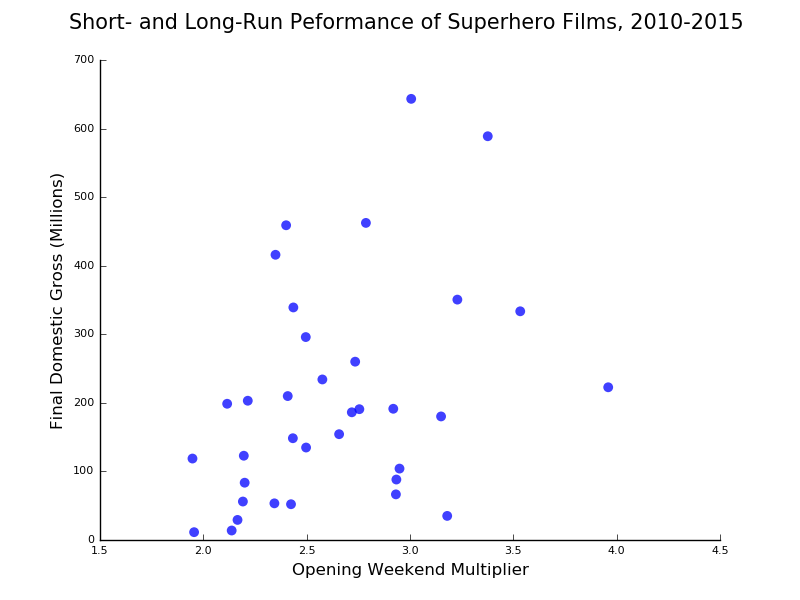 Short- and Long-Run Peformance of Superhero Films, 2010-2015
700
600
500
400
300
200
100
0
Final Domestic Gross (Millions)
1.5 2.0 2.5 3.0 3.5 4.0 4.5
Opening Weekend Multiplier